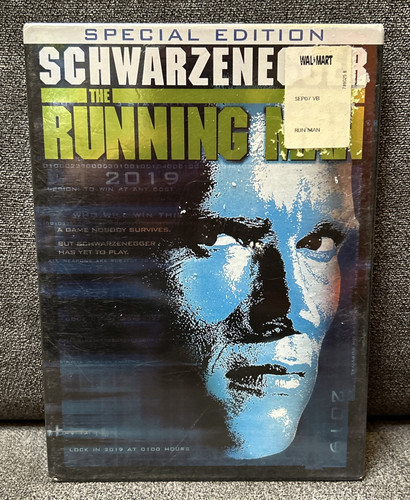 SPECIAL EDITION
SCHWARZENEGGER
WAL★MART
THE
SEP07 VB
RUNNING MAN
RUN MAN
2019
A GAME NOBODY SURVIVES.
BUT SCHWARZENEGGER
HAS YET TO PLAY.
2019
LOCK IN 2019 AT 0100 HOURS